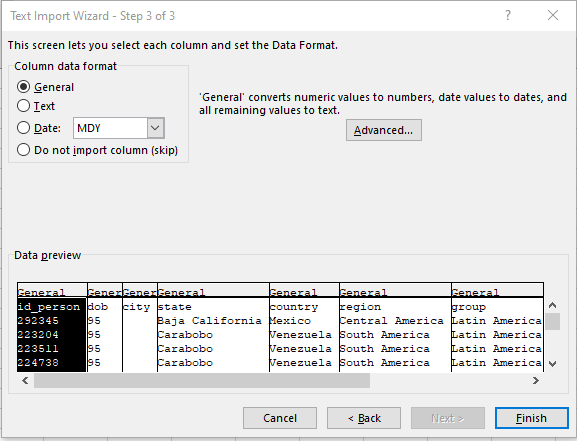 Text Import Wizard - Step 3 of 3 ?
This screen lets you select each column and set the Data Format.
Column data format
General
Text
Date: MDY
Do not import column (skip)
'General' converts numeric values to numbers, date values to dates, and
all remaining values to text.
Advanced...
Data preview
General GenerGenerGeneral General General General
id_person dob city state country region group
292345 95 Baja California Mexico Central America Latin America
223204 95 Carabobo Venezuela South America Latin America
223511 95 Carabobo Venezuela South America Latin America
224738 95 Carabobo Venezuela South America Latin America
Cancel < Back Next > Finish